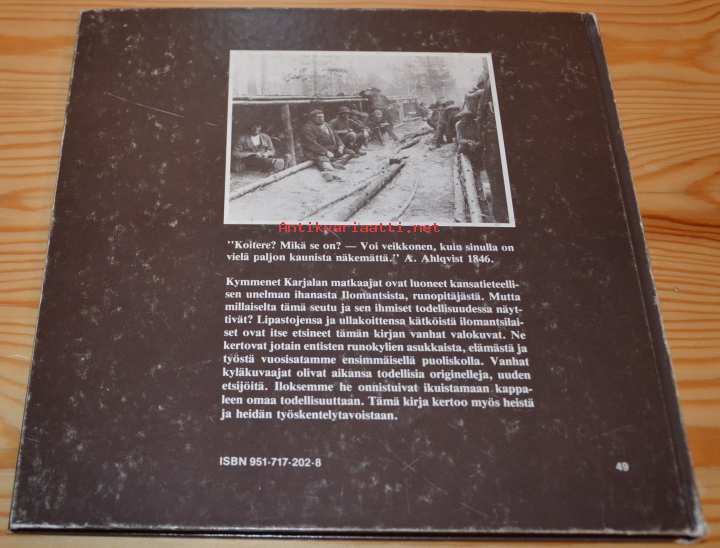 Antikvariaatti.net
"Koitere? Mikä se on? — Voi veikkonen, kuin sinulla on
vielä paljon kaunista näkemättä." Æ. Ahlqvist 1846.
Kymmenet Karjalan matkaajat ovat luoneet kansatieteelli-
sen unelman ihanasta Ilomantsista, runopitäjästä. Mutta
millaiselta tämä seutu ja sen ihmiset todellisuudessa näyt-
tivät? Lipastojensa ja ullakoittensa kätköistä ilomantsilai-
set ovat itse etsineet tämän kirjan vanhat valokuvat. Ne
kertovat jotain entisten runokylien asukkaista, elämästä ja
työstä vuosisatamme ensimmäisellä puoliskolla. Vanhat
kyläkuvaajat olivat aikansa todellisia originelleja, uuden
etsijöitä. Iloksemme he onnistuivat ikuistamaan kappa-
leen omaa todellisuuttaan. Tämä kirja kertoo myös heistä
ja heidän työskentelytavoistaan.
ISBN 951-717-202-8
49